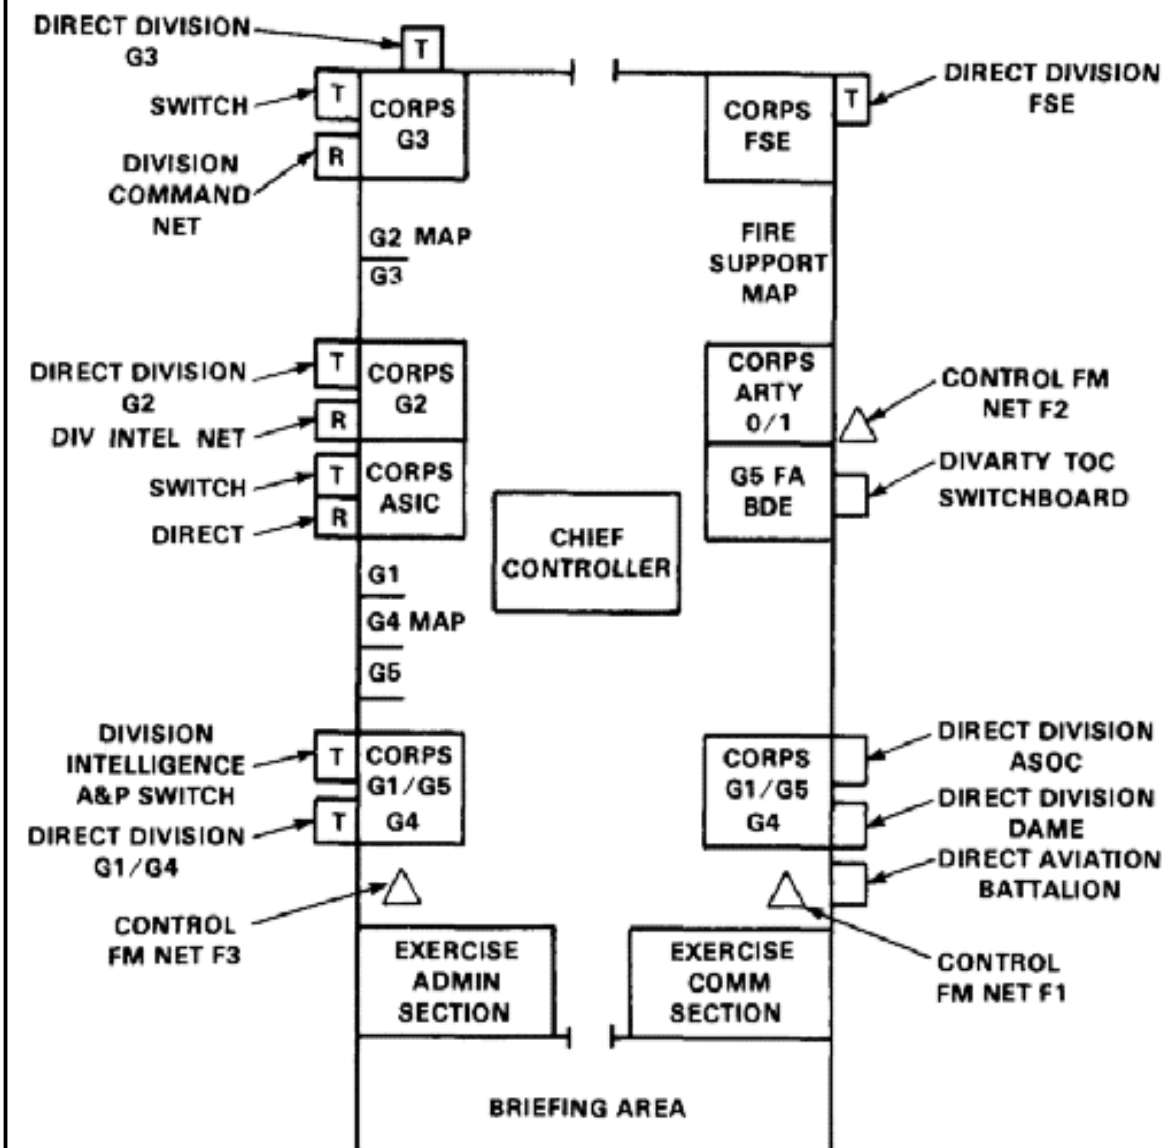 DIRECT DIVISION
G3
T
T
SWITCH
CORPS
G3
R
DIVISION
COMMAND
NET
G2 MAP
G3
T
DIRECT DIVISION
G2
CORPS
G2
R
DIV INTEL NET
T
SWITCH
CORPS
ASIC
R
DIRECT
G1
G4 MAP
G5
DIVISION
INTELLIGENCE
A&P SWITCH
T
CORPS
G1/G5
G4
T
DIRECT DIVISION
G1/G4
CONTROL
FM NET F3
EXERCISE
ADMIN
SECTION
CHIEF
CONTROLLER
CORPS
FSE
T
DIRECT DIVISION
FSE
FIRE
SUPPORT
MAP
CORPS
ARTY
0/1
CONTROL FM
NET F2
G5 FA
BDE
DIVARTY TOC
SWITCHBOARD
CORPS
G1/G5
G4
DIRECT DIVISION
ASOC
DIRECT DIVISION
DAME
DIRECT AVIATION
BATTALION
CONTROL
FM NET F1
EXERCISE
COMM
SECTION
BRIEFING AREA